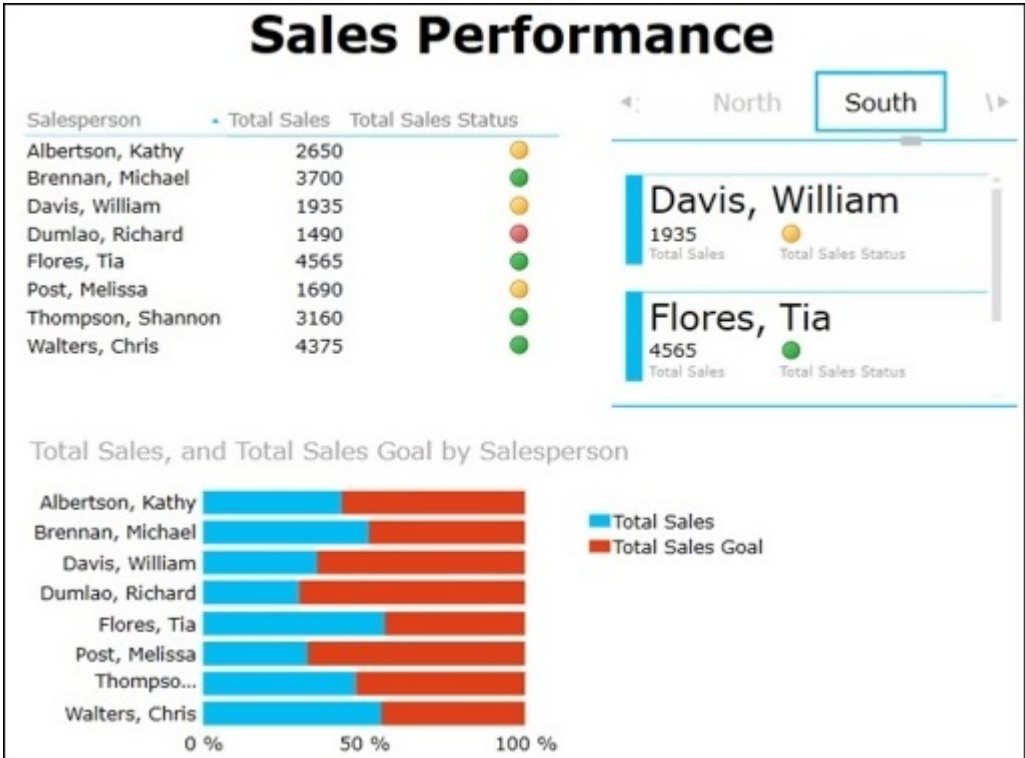 Sales Performance
Salesperson Total Sales Total Sales Status
Albertson, Kathy 2650
Brennan, Michael 3700
Davis, William 1935
Dumlao, Richard 1490
Flores, Tia 4565
Post, Melissa 1690
Thompson, Shannon 3160
Walters, Chris 4375
North South
Davis, William
1935
Total Sales Total Sales Status
Flores, Tia
4565
Total Sales Total Sales Status
Total Sales, and Total Sales Goal by Salesperson
Albertson, Kathy
Brennan, Michael
Davis, William
Dumlao, Richard
Flores, Tia
Post, Melissa
Thompso...
Walters, Chris
0 % 50 % 100 %
Total Sales
Total Sales Goal